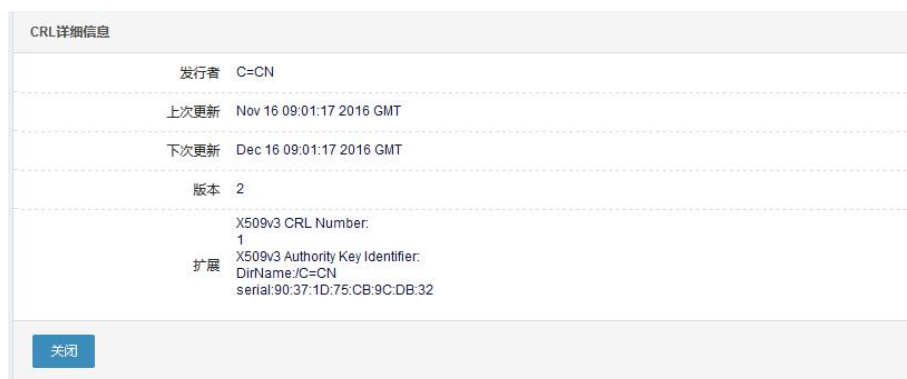 CRL详细信息
发行者 C=CN
上次更新 Nov 16 09:01:17 2016 GMT
下次更新 Dec 16 09:01:17 2016 GMT
版本 2
X509v3 CRL Number:
1
扩展 X509v3 Authority Key Identifier:
DirName:/C=CN
serial:90:37:1D:75:CB:9C:DB:32
关闭